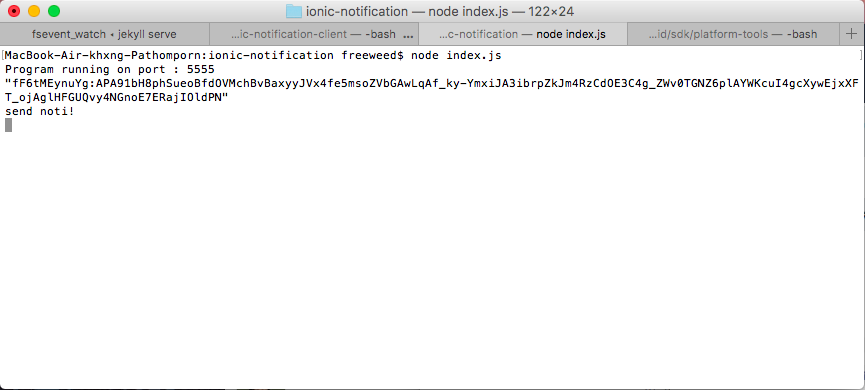 ionic-notification — node index.js — 122×24
fsevent_watch ◂ jekyll serve
...ic-notification-client — -bash ...
...c-notification — node index.js
...id/sdk/platform-tools — -bash
+
[MacBook-Air-khxng-Pathomporn:ionic-notification freeweed$ node index.js ]
Program running on port : 5555
"fF6tMEynuYg:APA91bH8phSueoBfdOVMchBvBaxyyJVx4fe5msoZVbGAwLqAf_ky-YmxiJA3ibrpZkJm4RzCdOE3C4g_ZWv0TGNZ6plAYWKcuI4gcXywEjxXF
T_ojAglHFGUQvy4NGnoE7ERajIOldPN"
send noti!